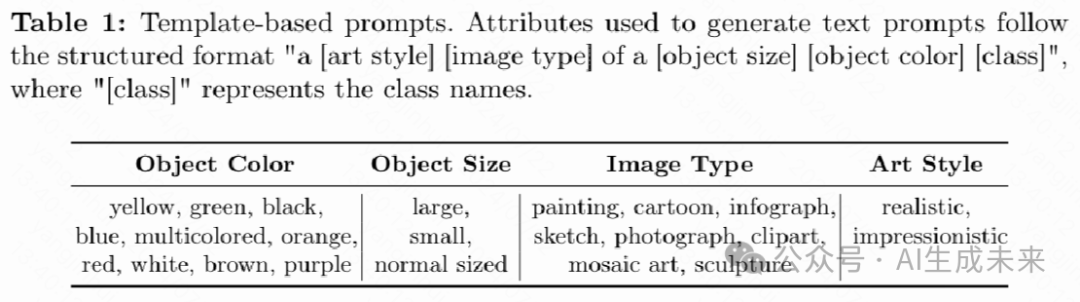 Table 1: Template-based prompts. Attributes used to generate text prompts follow
the structured format "a [art style] [image type] of a [object size] [object color] [class]",
where "[class]" represents the class names.
Object Color Object Size Image Type Art Style
yellow, green, black, large, painting, cartoon, infograph, realistic,
blue, multicolored, orange, small, sketch, photograph, clipart, impressionistic
red, white, brown, purple normal sized mosaic art, sculpture
公众号 · AI生成未来